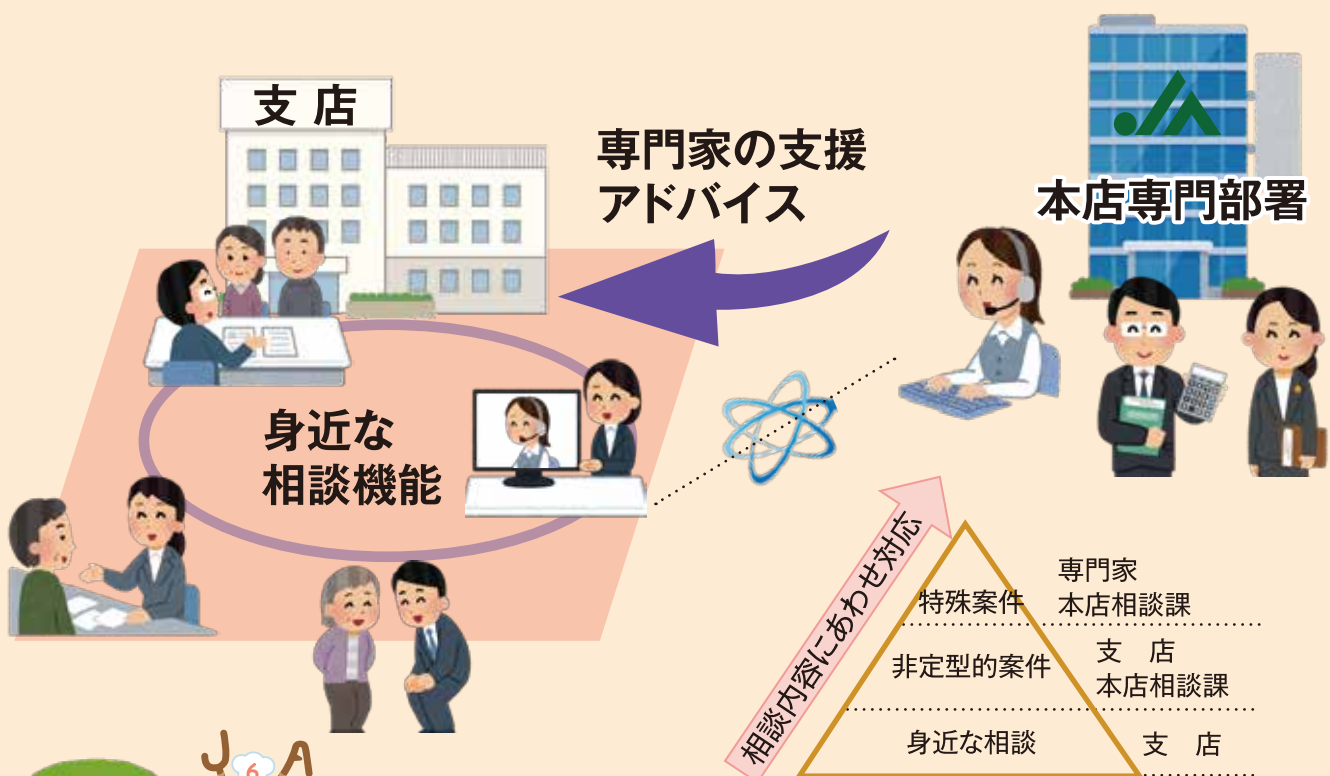 支店
専門家の支援
アドバイス
JA
本店専門部署
身近な
相談機能
相談内容にあわせ対応
特殊案件
専門家
本店相談課
非定型的案件
支 店
本店相談課
身近な相談
支 店
J 6 A